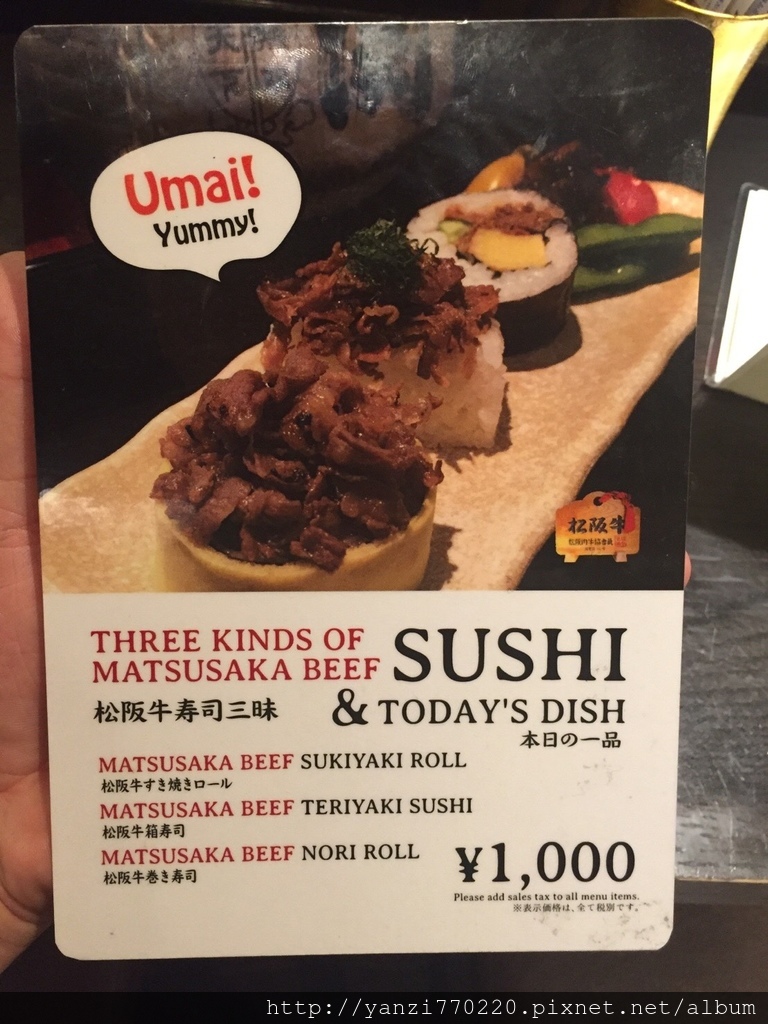 Umai!
Yummy!
松阪牛
THREE KINDS OF
MATSUSAKA BEEF SUSHI
松阪牛寿司三昧
& TODAY'S DISH
本日の一品
MATSUSAKA BEEF SUKIYAKI ROLL
松阪牛すき焼きロール
MATSUSAKA BEEF TERIYAKI SUSHI
松阪牛箱寿司
MATSUSAKA BEEF NORI ROLL
松阪牛巻き寿司
¥1,000
Please add sales tax to all menu items.
※表示価格は、全て税別です。
http://yanzi770220.pixnet.net/album